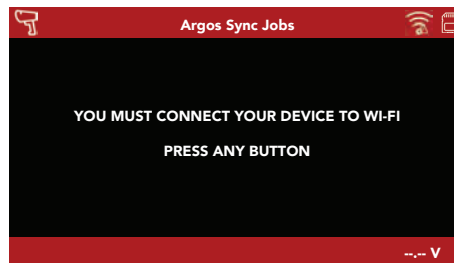 Argos Sync Jobs
YOU MUST CONNECT YOUR DEVICE TO WI-FI
PRESS ANY BUTTON
--.-- V